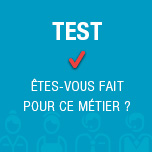 TEST
ÊTES-VOUS FAIT
POUR CE MÉTIER ?